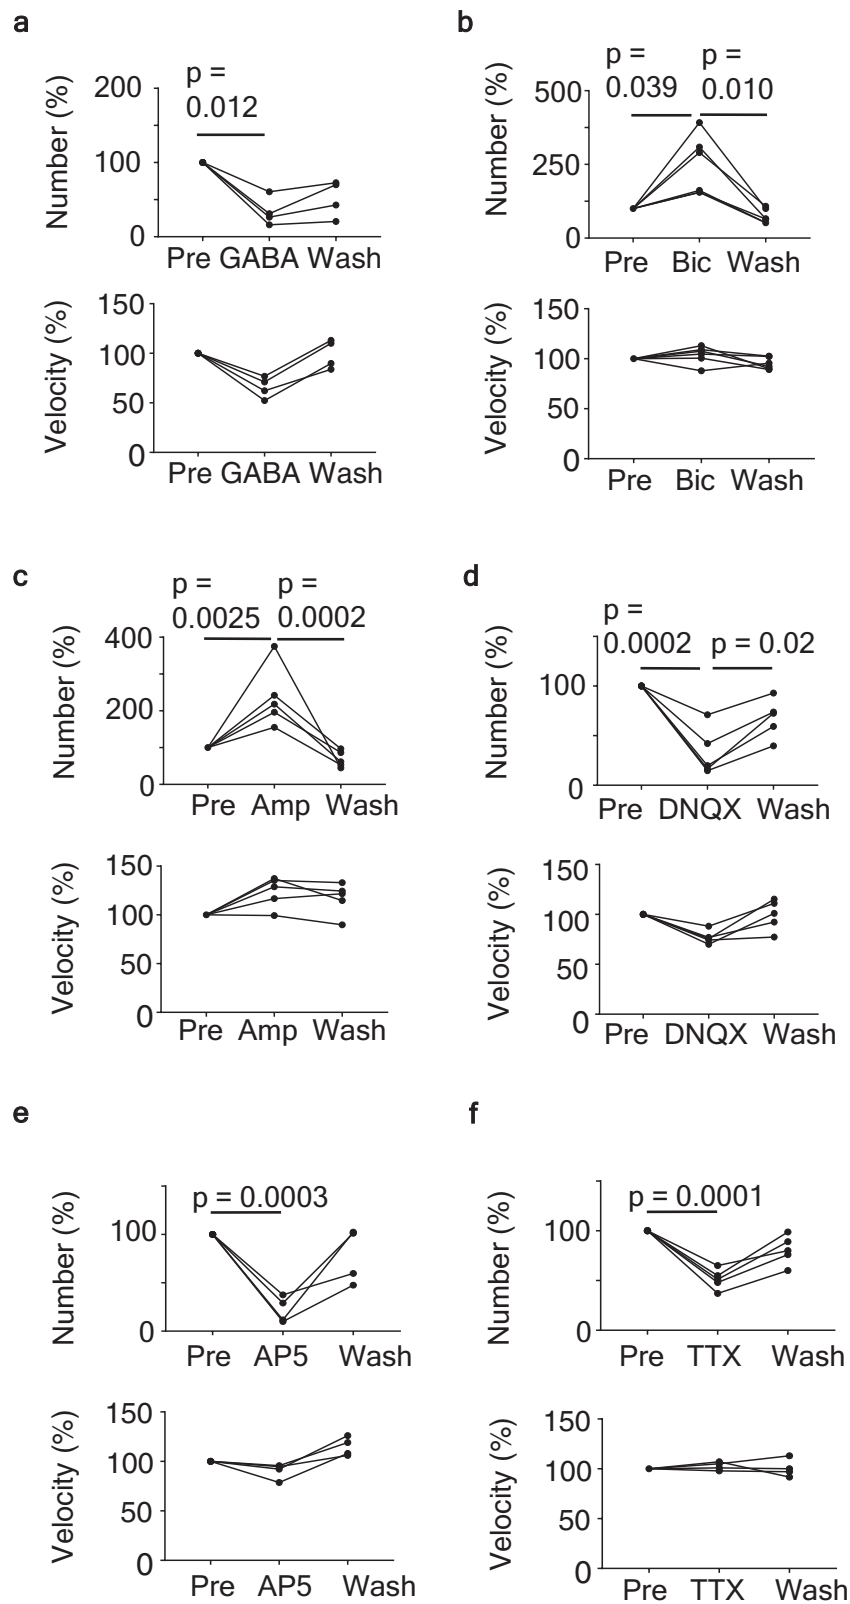 a
p =
0.012
Number (%)
200
100
0
Pre GABA Wash
Velocity (%)
150
100
50
0
Pre GABA Wash
b
p =
0.039
p =
0.010
Number (%)
500
250
0
Pre Bic Wash
Velocity (%)
150
100
50
0
Pre Bic Wash
c
p =
0.0025
p =
0.0002
Number (%)
400
200
0
Pre Amp Wash
Velocity (%)
150
100
50
0
Pre Amp Wash
d
p =
0.0002
p = 0.02
Number (%)
100
0
Pre DNQX Wash
Velocity (%)
150
100
50
0
Pre DNQX Wash
e
p = 0.0003
Number (%)
100
0
Pre AP5 Wash
Velocity (%)
150
100
50
0
Pre AP5 Wash
f
p = 0.0001
Number (%)
100
0
Pre TTX Wash
Velocity (%)
150
100
50
0
Pre TTX Wash